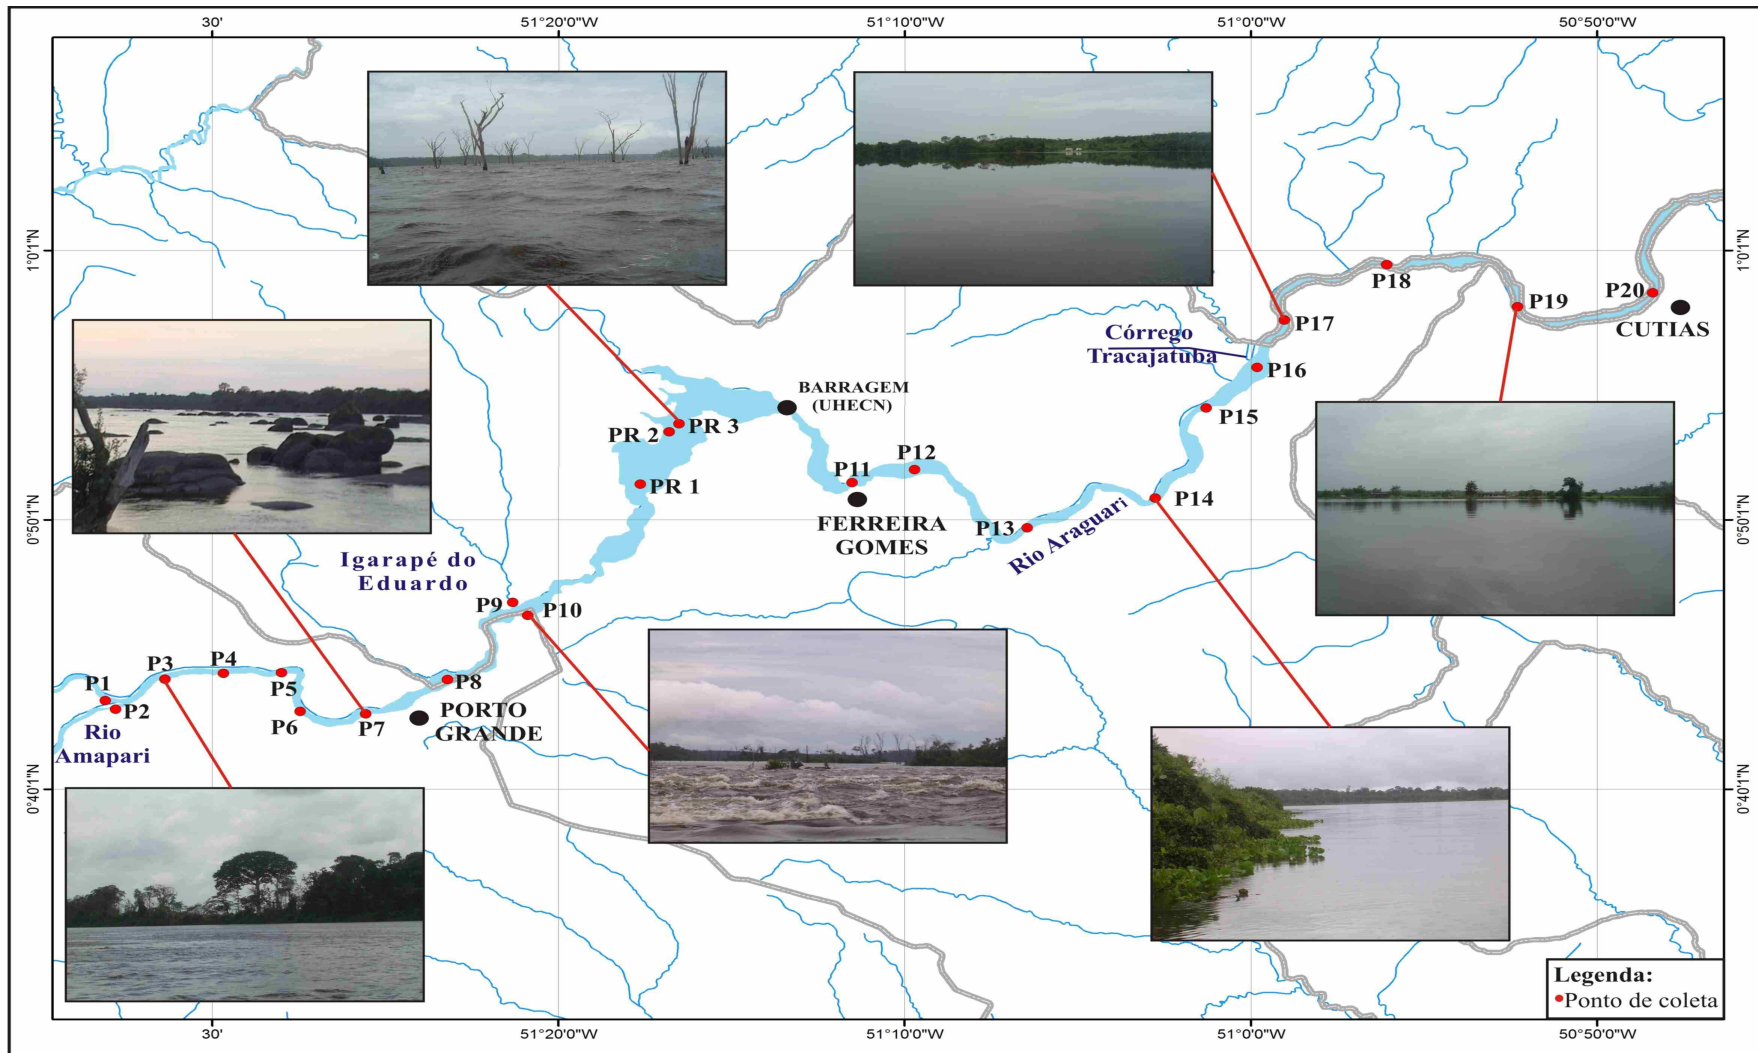 30'
51°20'0"W
51°10'0"W
51°0'0"W
50°50'0"W
1°0'1"N
1°0'1"N
P18
P19
P20
CUTIAS
P17
Córrego
Tracajatuba
P16
BARRAGEM
(UHECN)
P15
PR 2
PR 3
P12
P11
PR 1
P14
FERREIRA
GOMES
P13
Rio Araguari
0°50'1"N
0°50'1"N
Igarapé do
Eduardo
P9
P10
P3
P4
P5
P8
P1
P2
P6
P7
PORTO
GRANDE
Rio
Amapari
0°40'1"N
0°40'1"N
Legenda:
Ponto de coleta
30'
51°20'0"W
51°10'0"W
51°0'0"W
50°50'0"W